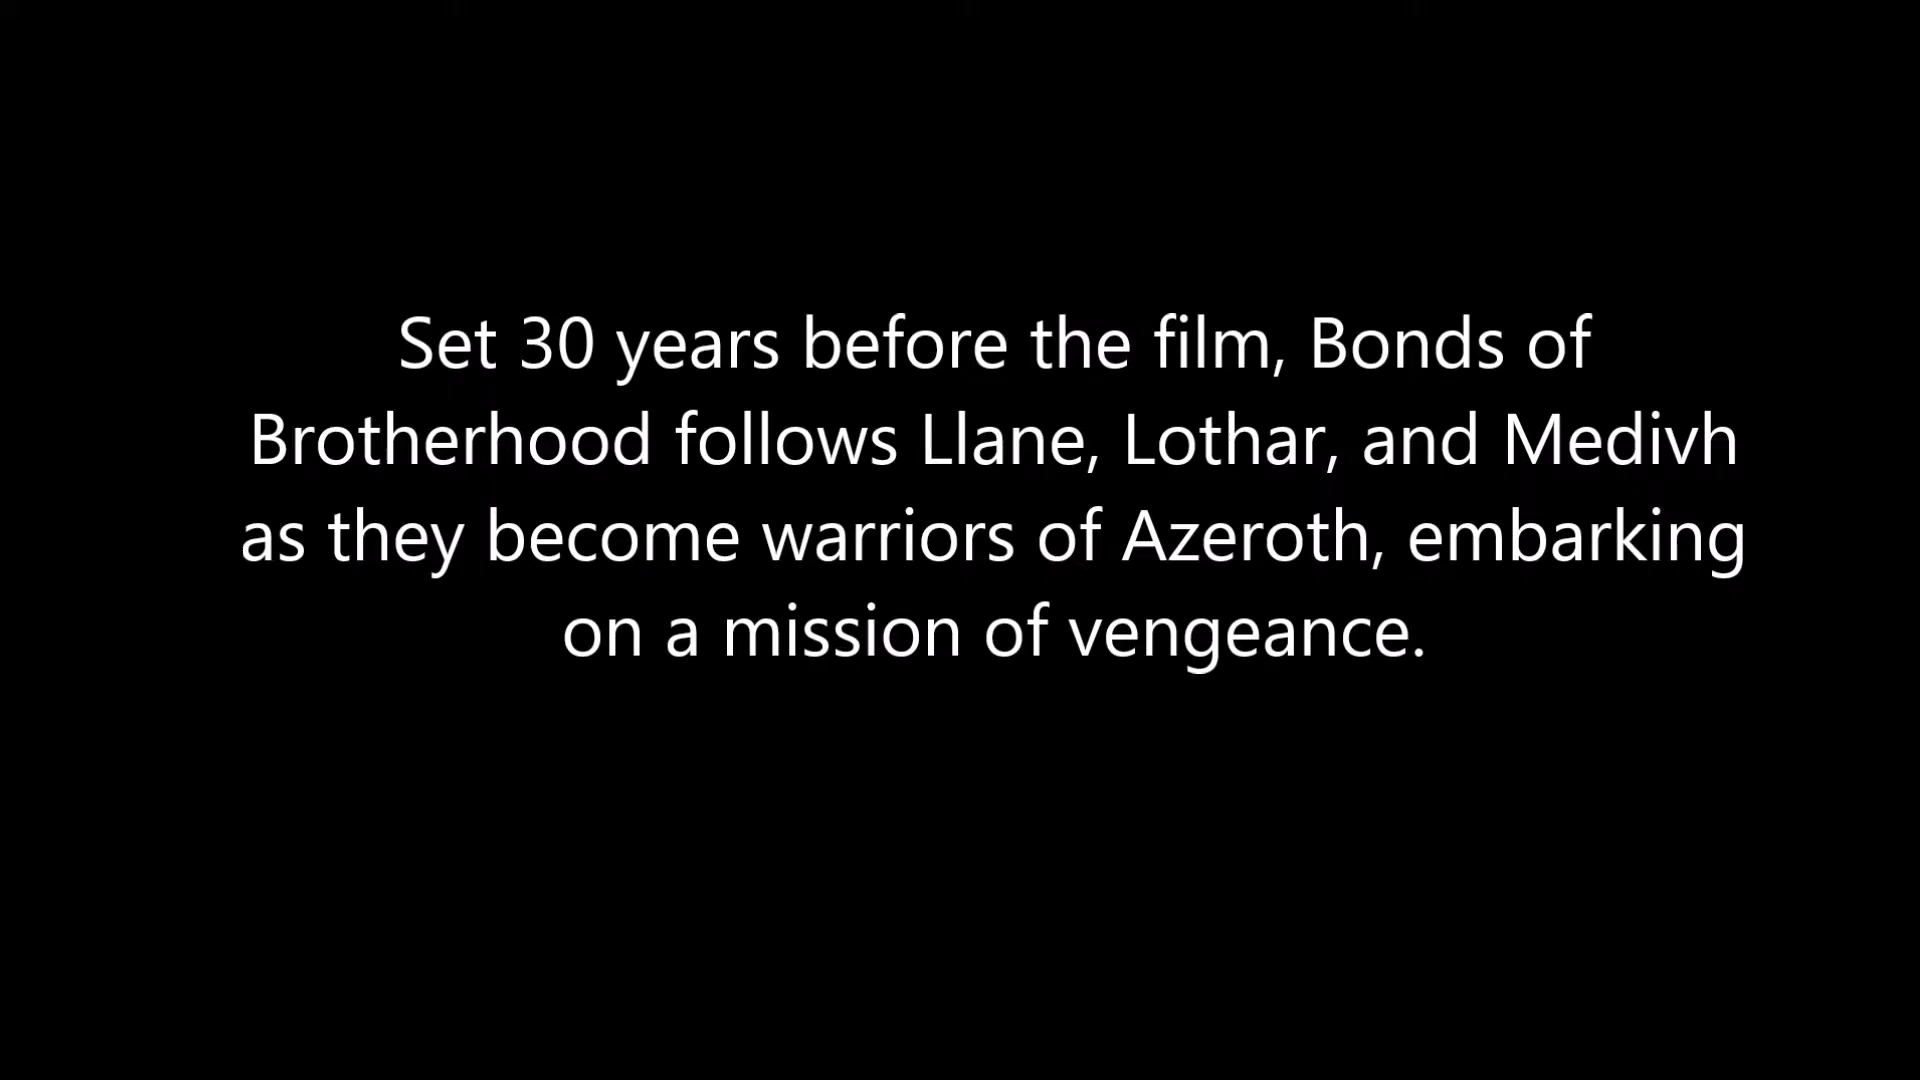 Set 30 years before the film, Bonds of
Brotherhood follows Llane, Lothar, and Medivh
as they become warriors of Azeroth, embarking
on a mission of vengeance.